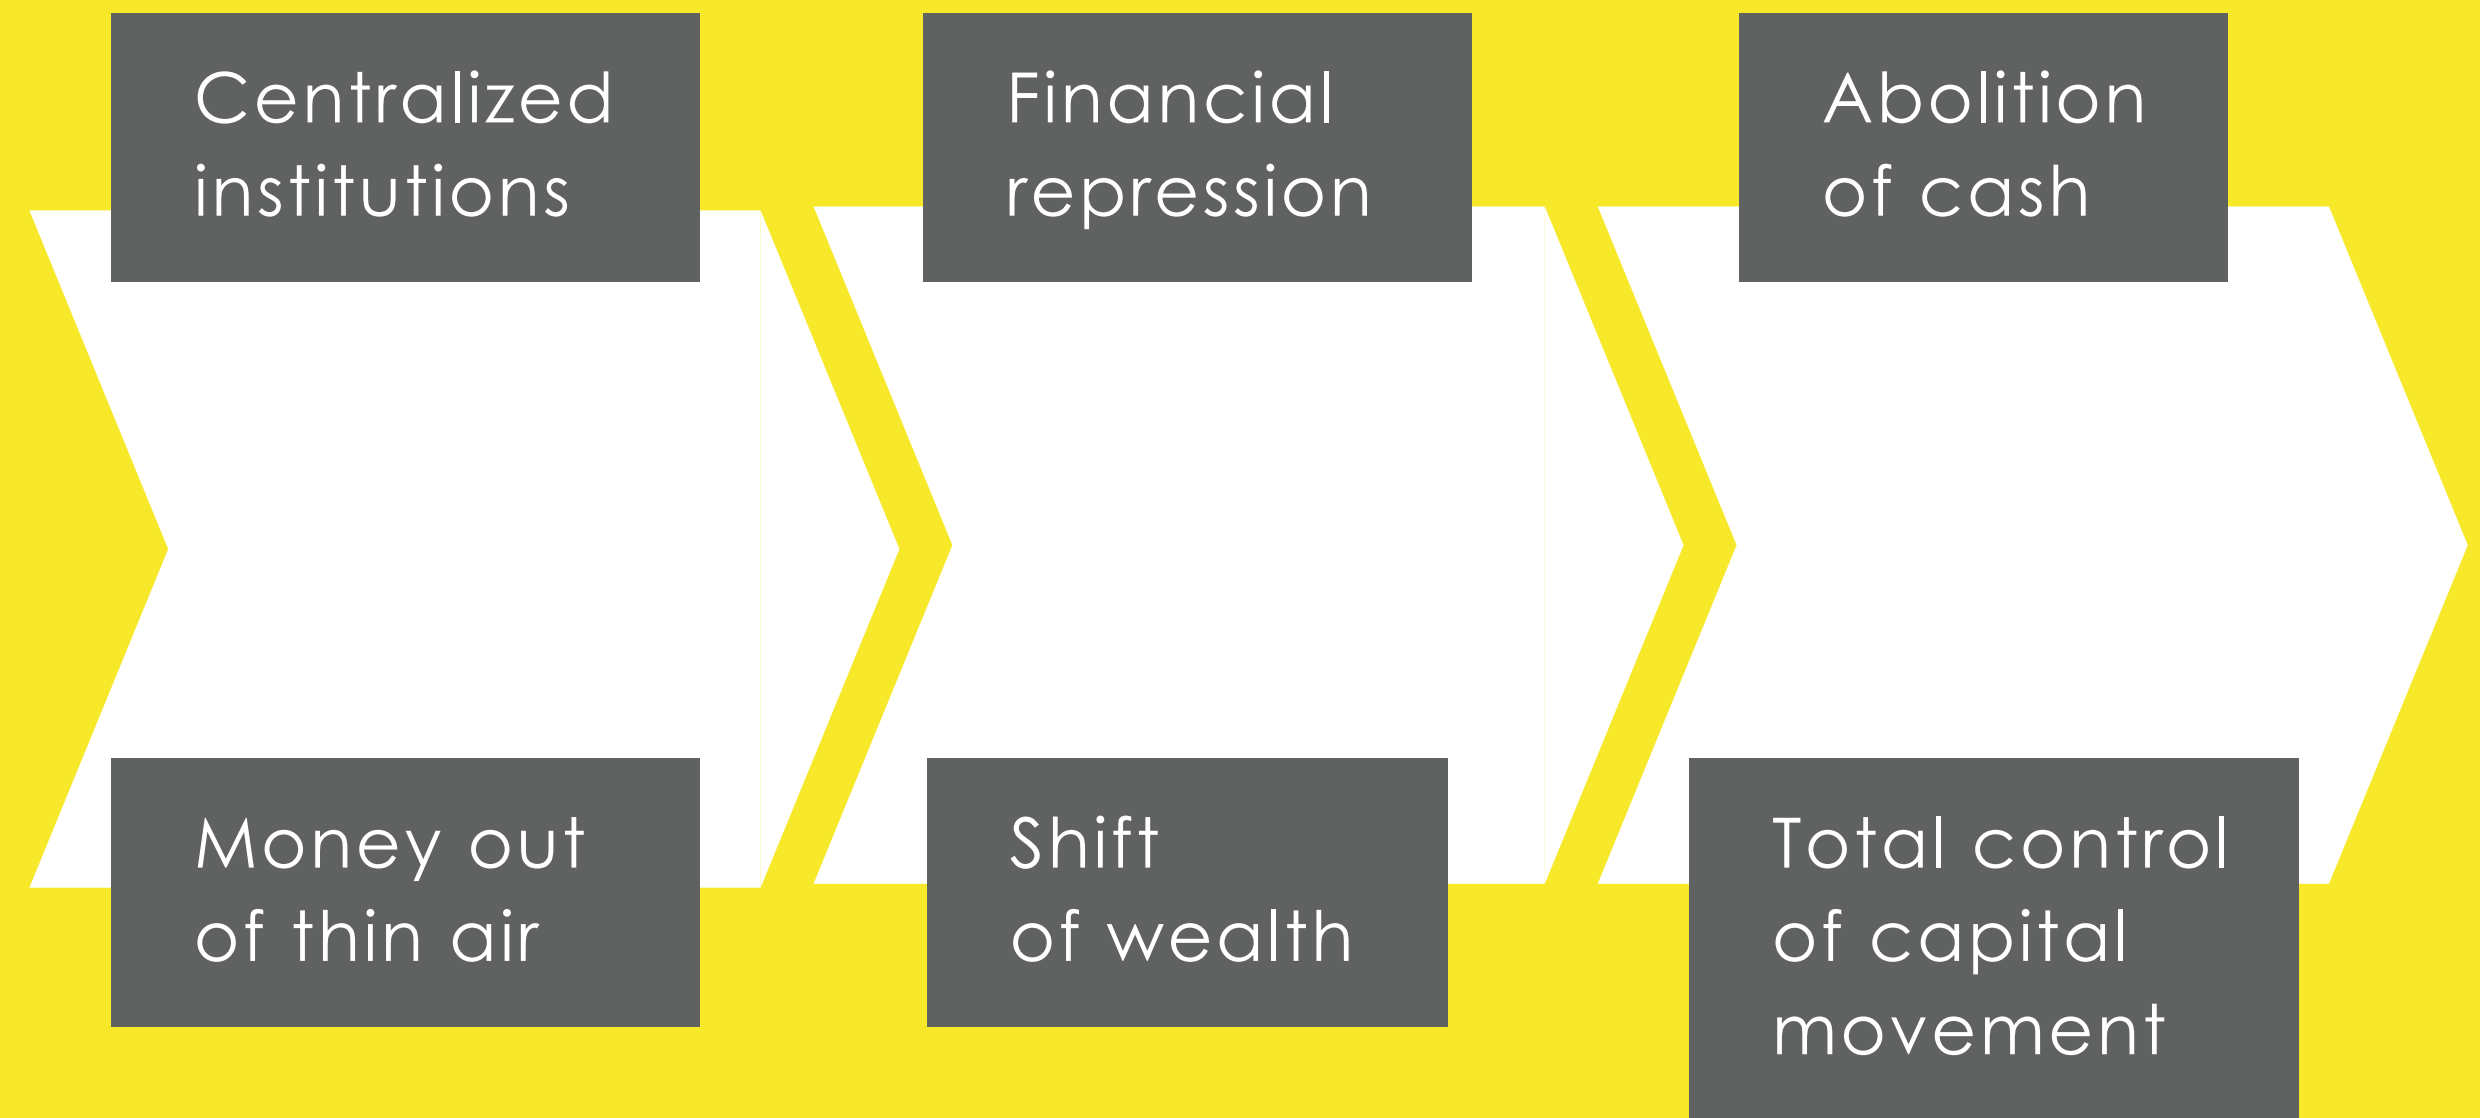 Centralized
institutions
Financial
repression
Abolition
of cash
Money out
of thin air
Shift
of wealth
Total control
of capital
movement